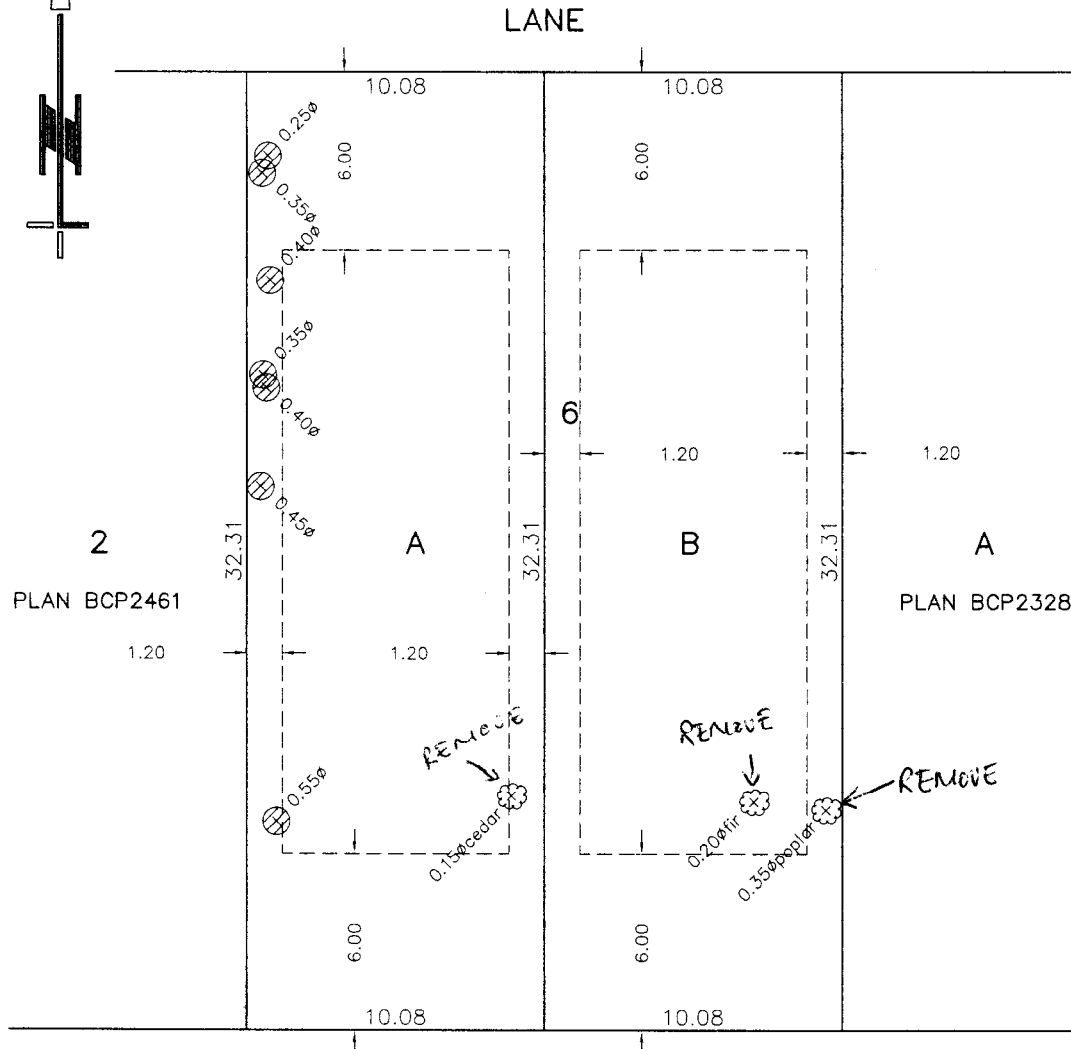 LANE
10.08 10.08
0.25ø
6.00 6.00
0.35ø
0.40ø
0.35ø
0.40ø
6
1.20 1.20
0.45ø
2 32.31 A 32.31 B 32.31 A
PLAN BCP2461 PLAN BCP2328
1.20 1.20
REMOVE REMOVE
REMOVE
0.55ø
0.15øcedar 0.20øfir 0.35øpoplar
6.00 6.00
10.08 10.08